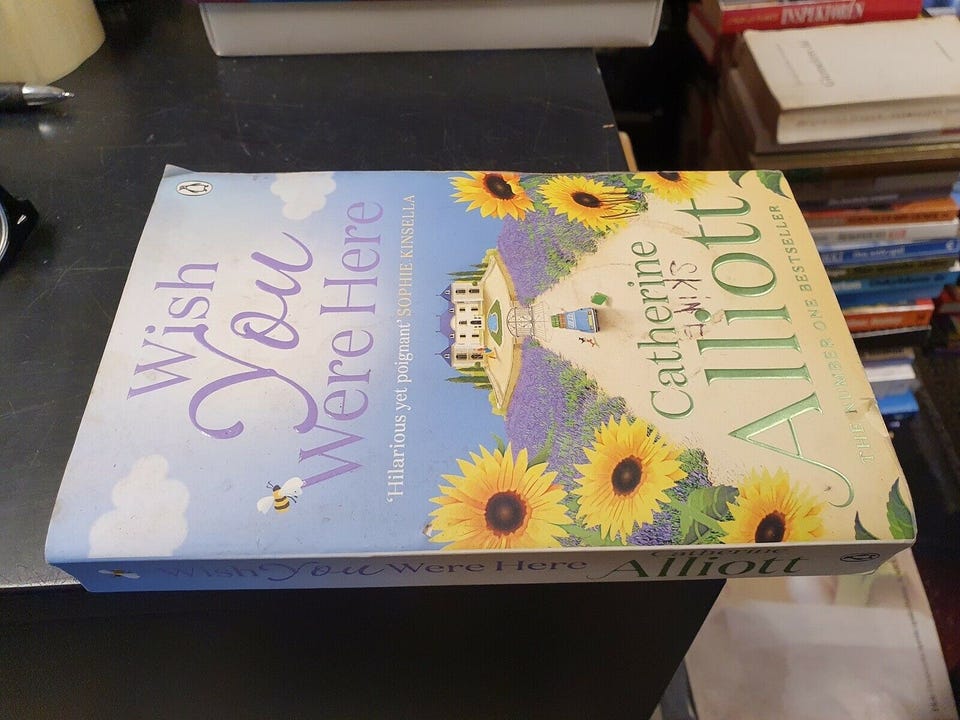 Wish
You
Were Here
'Hilarious yet poignant' SOPHIE KINSELLA
Catherine
Alliott
THE NUMBER ONE BESTSELLER
Wish You Were Here
Catherine
Alliott
INSPEKTØREN